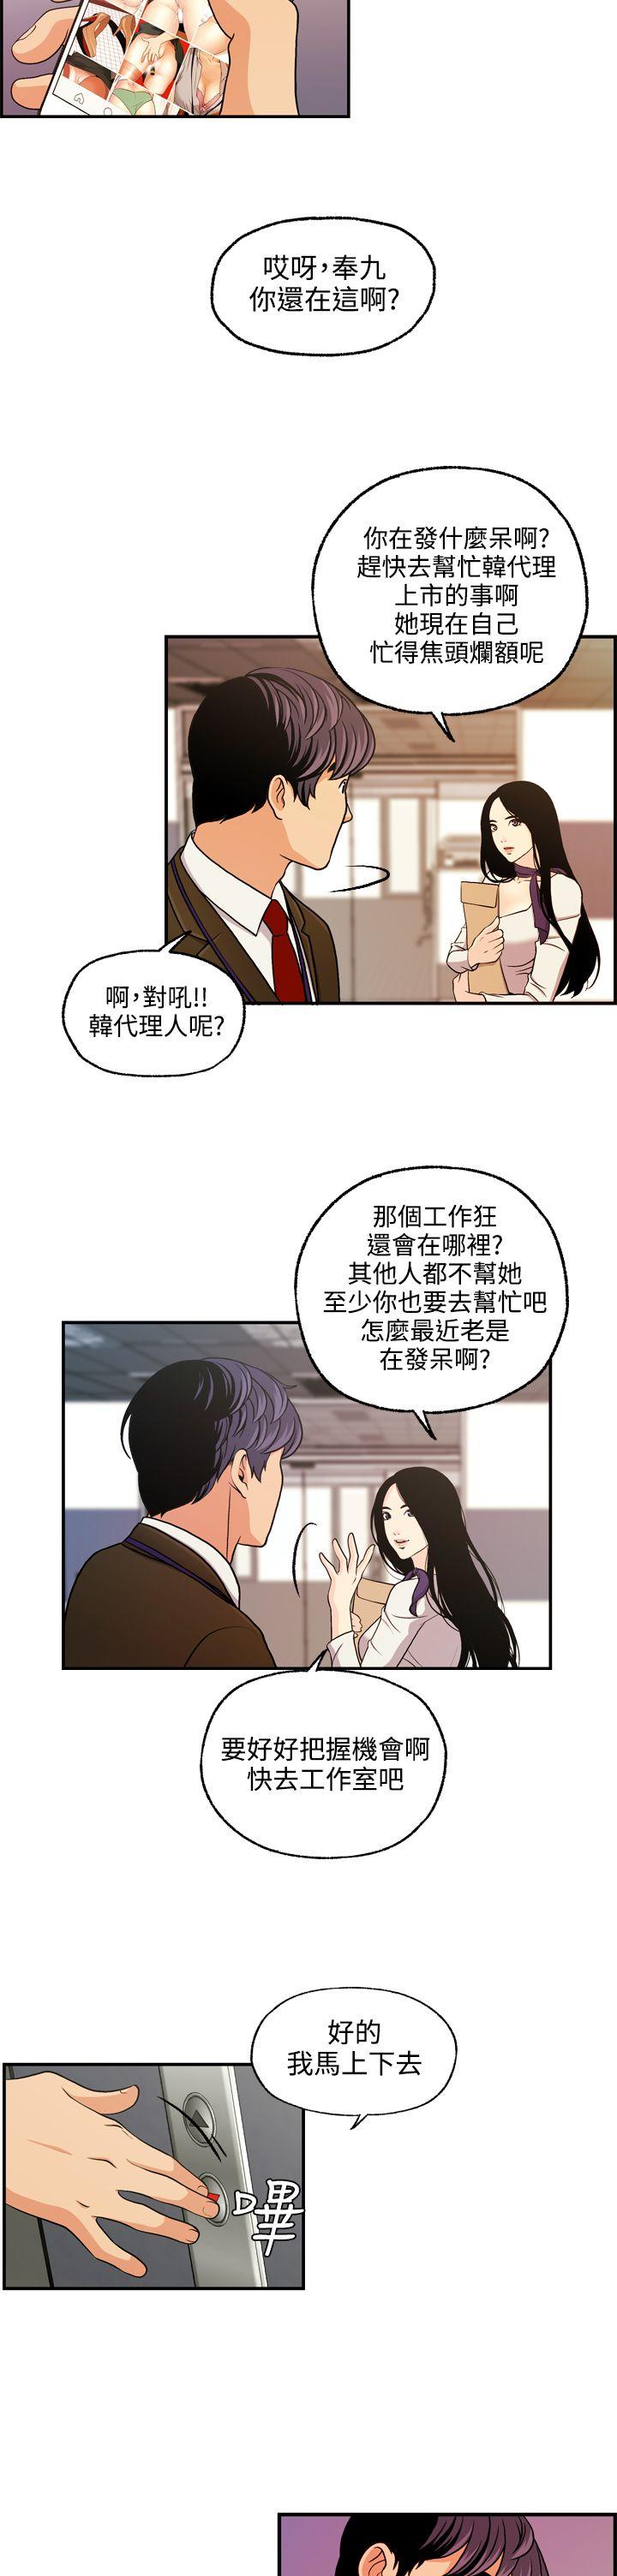 哎呀，奉九
你還在這啊?
你在發什麼呆啊?
趕快去幫忙韓代理
上市的事啊
她現在自己
忙得焦頭爛額呢
啊，對吼!!
韓代理人呢?
那個工作狂
還會在哪裡?
其他人都不幫她
至少你也要去幫忙吧
怎麼最近老是
在發呆啊?
要好好把握機會啊
快去工作室吧
好的
我馬上下去
嗶